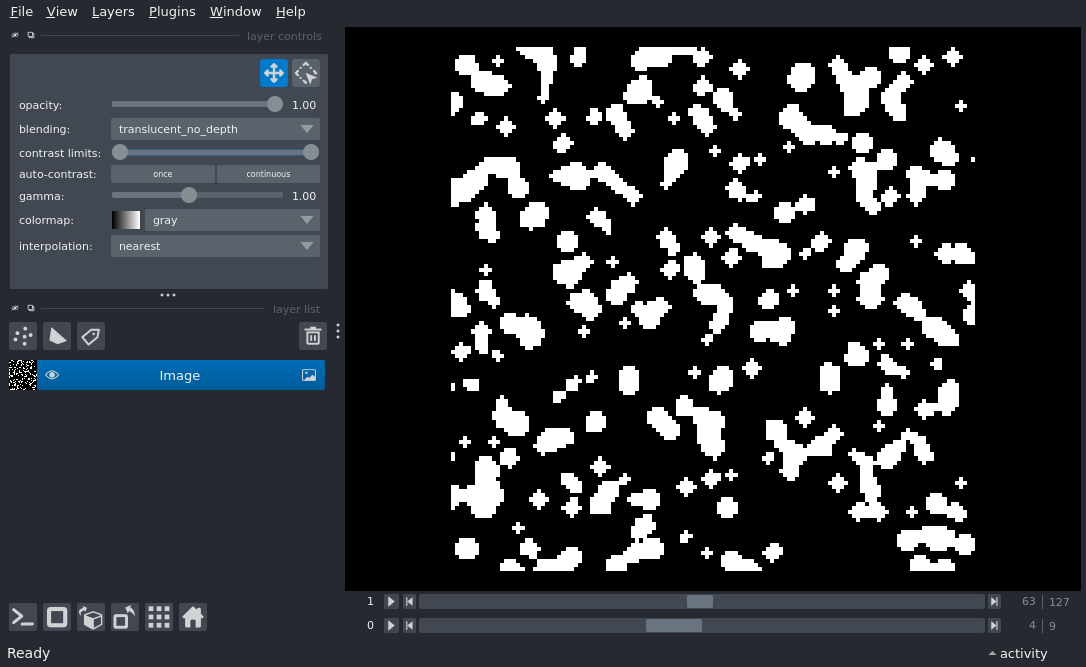 File View Layers Plugins Window Help
layer controls
opacity: 1.00
blending: translucent_no_depth
contrast limits:
auto-contrast: once continuous
gamma: 1.00
colormap: gray
interpolation: nearest
layer list
Image
1 63 127
0 4 9
Ready activity